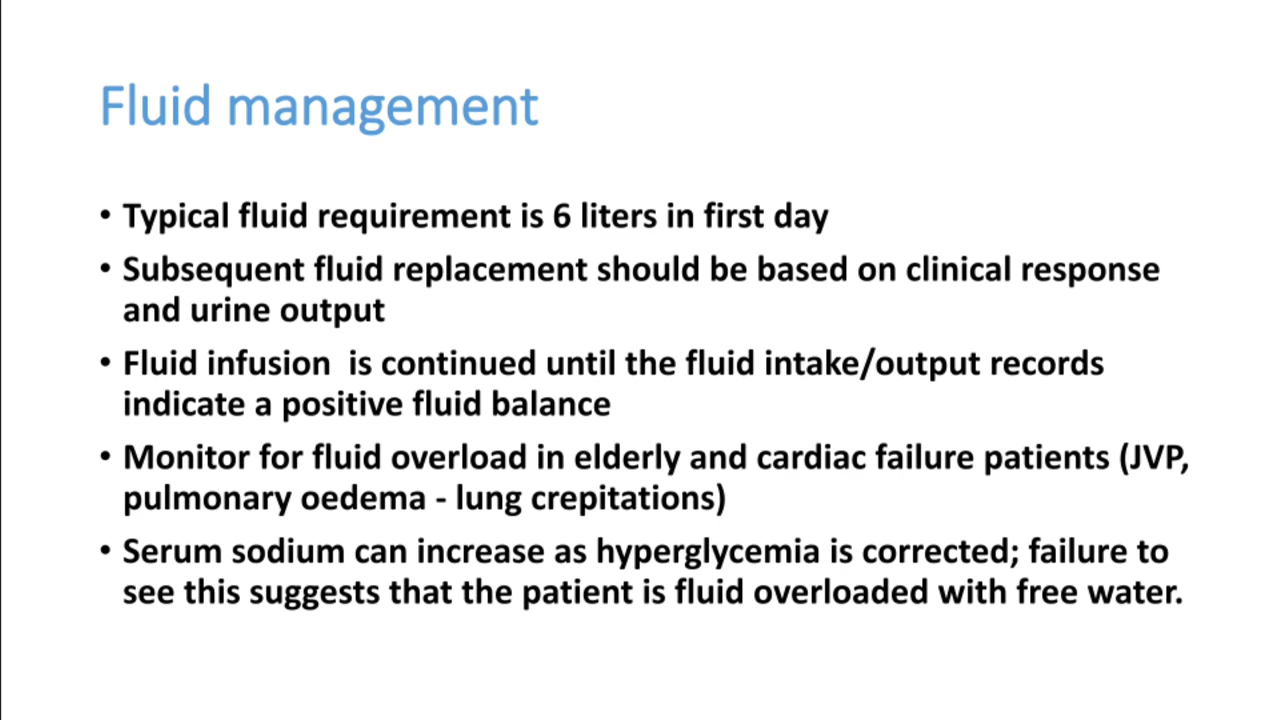 Fluid management
• Typical fluid requirement is 6 liters in first day
• Subsequent fluid replacement should be based on clinical response
and urine output
• Fluid infusion  is continued until the fluid intake/output records
indicate a positive fluid balance
• Monitor for fluid overload in elderly and cardiac failure patients (JVP,
pulmonary oedema - lung crepitations)
• Serum sodium can increase as hyperglycemia is corrected; failure to
see this suggests that the patient is fluid overloaded with free water.